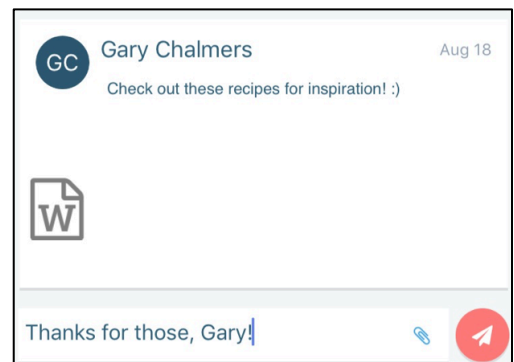 GC
Gary Chalmers
Aug 18
Check out these recipes for inspiration! :)
W
Thanks for those, Gary!